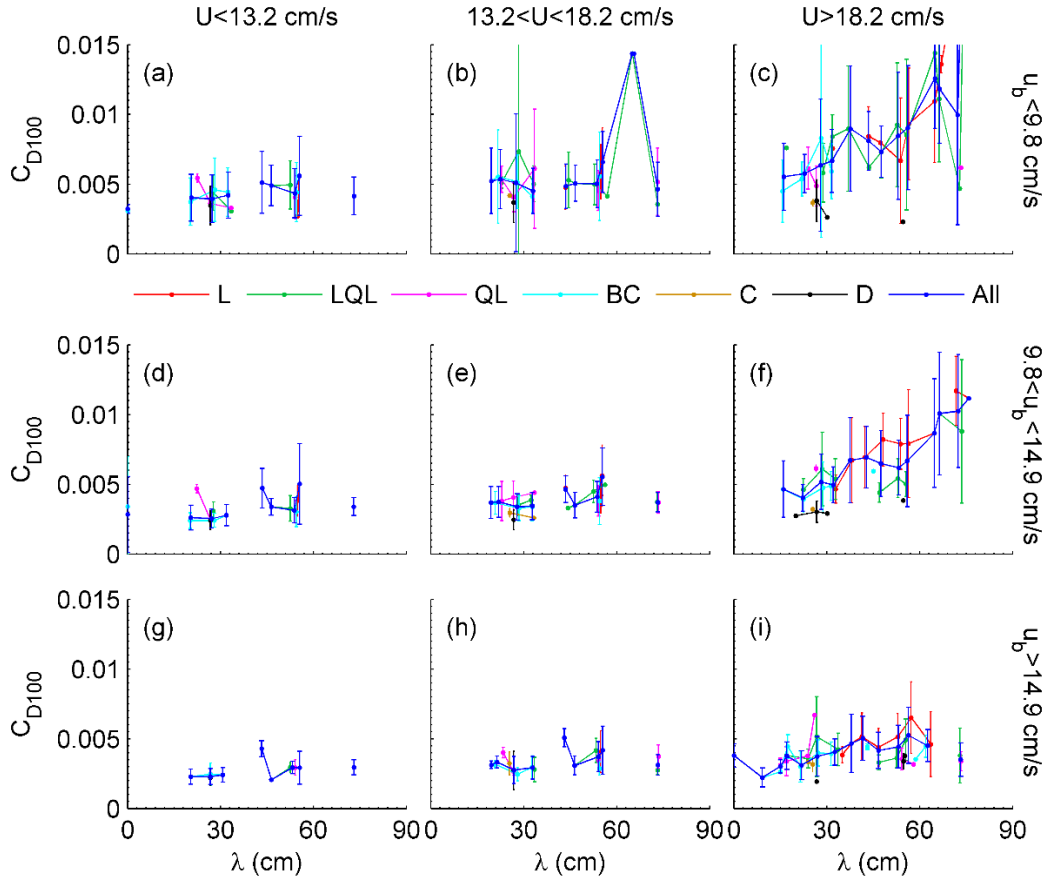 U<13.2 cm/s 13.2<U<18.2 cm/s U>18.2 cm/s
0.015 (a) (b) (c)
0.01
C_D100
0.005
0
u_b<9.8 cm/s
L LQL QL BC C D All
0.015 (d) (e) (f)
0.01
C_D100
0.005
0
9.8<u_b<14.9 cm/s
0.015 (g) (h) (i)
0.01
C_D100
0.005
0
u_b>14.9 cm/s
0 30 60 90 0 30 60 90 0 30 60 90
λ (cm) λ (cm) λ (cm)